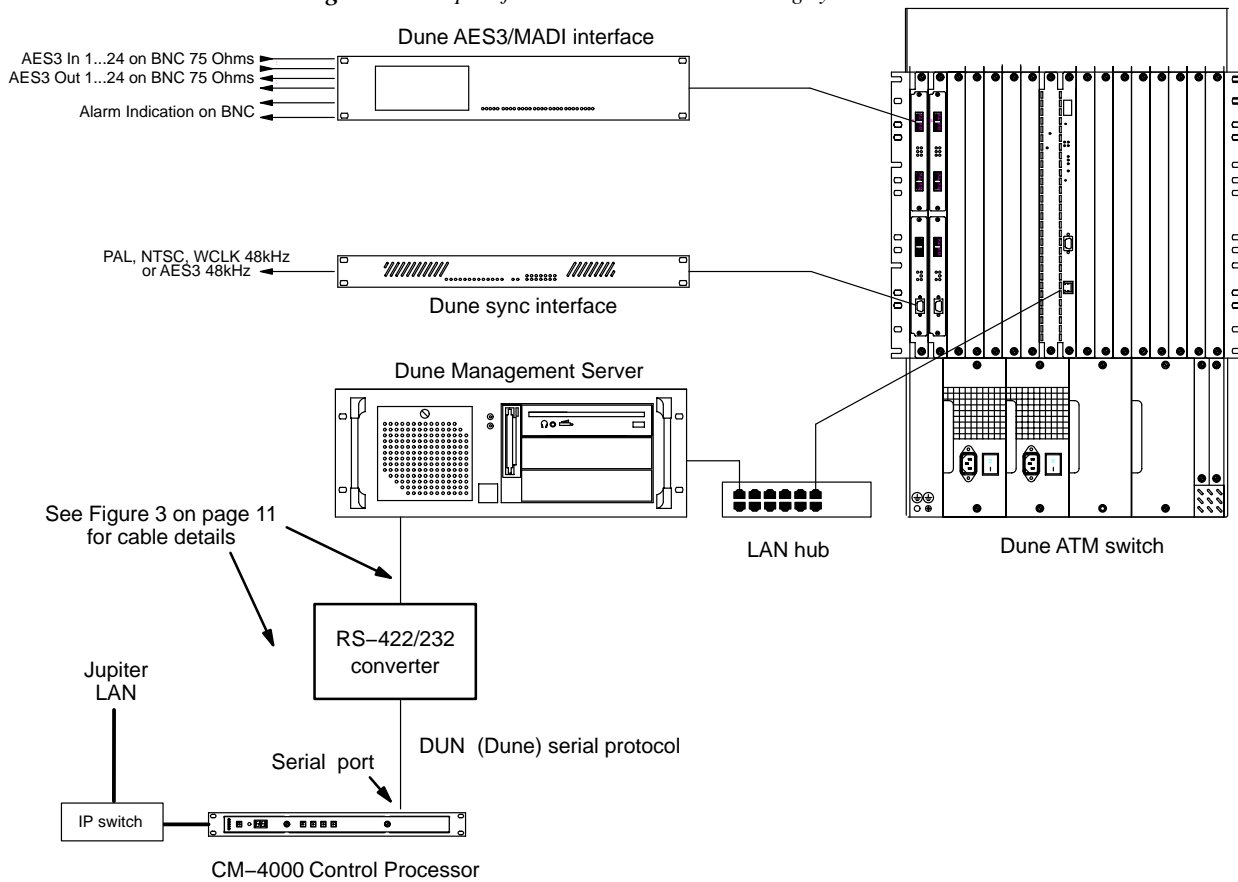 Dune AES3/MADI interface
AES3 In 1...24 on BNC 75 Ohms
AES3 Out 1...24 on BNC 75 Ohms
Alarm Indication on BNC
PAL, NTSC, WCLK 48kHz
or AES3 48kHz
Dune sync interface
Dune Management Server
See Figure 3 on page 11
for cable details
LAN hub
Dune ATM switch
RS−422/232
converter
Jupiter
LAN
DUN (Dune) serial protocol
Serial port
IP switch
CM−4000 Control Processor